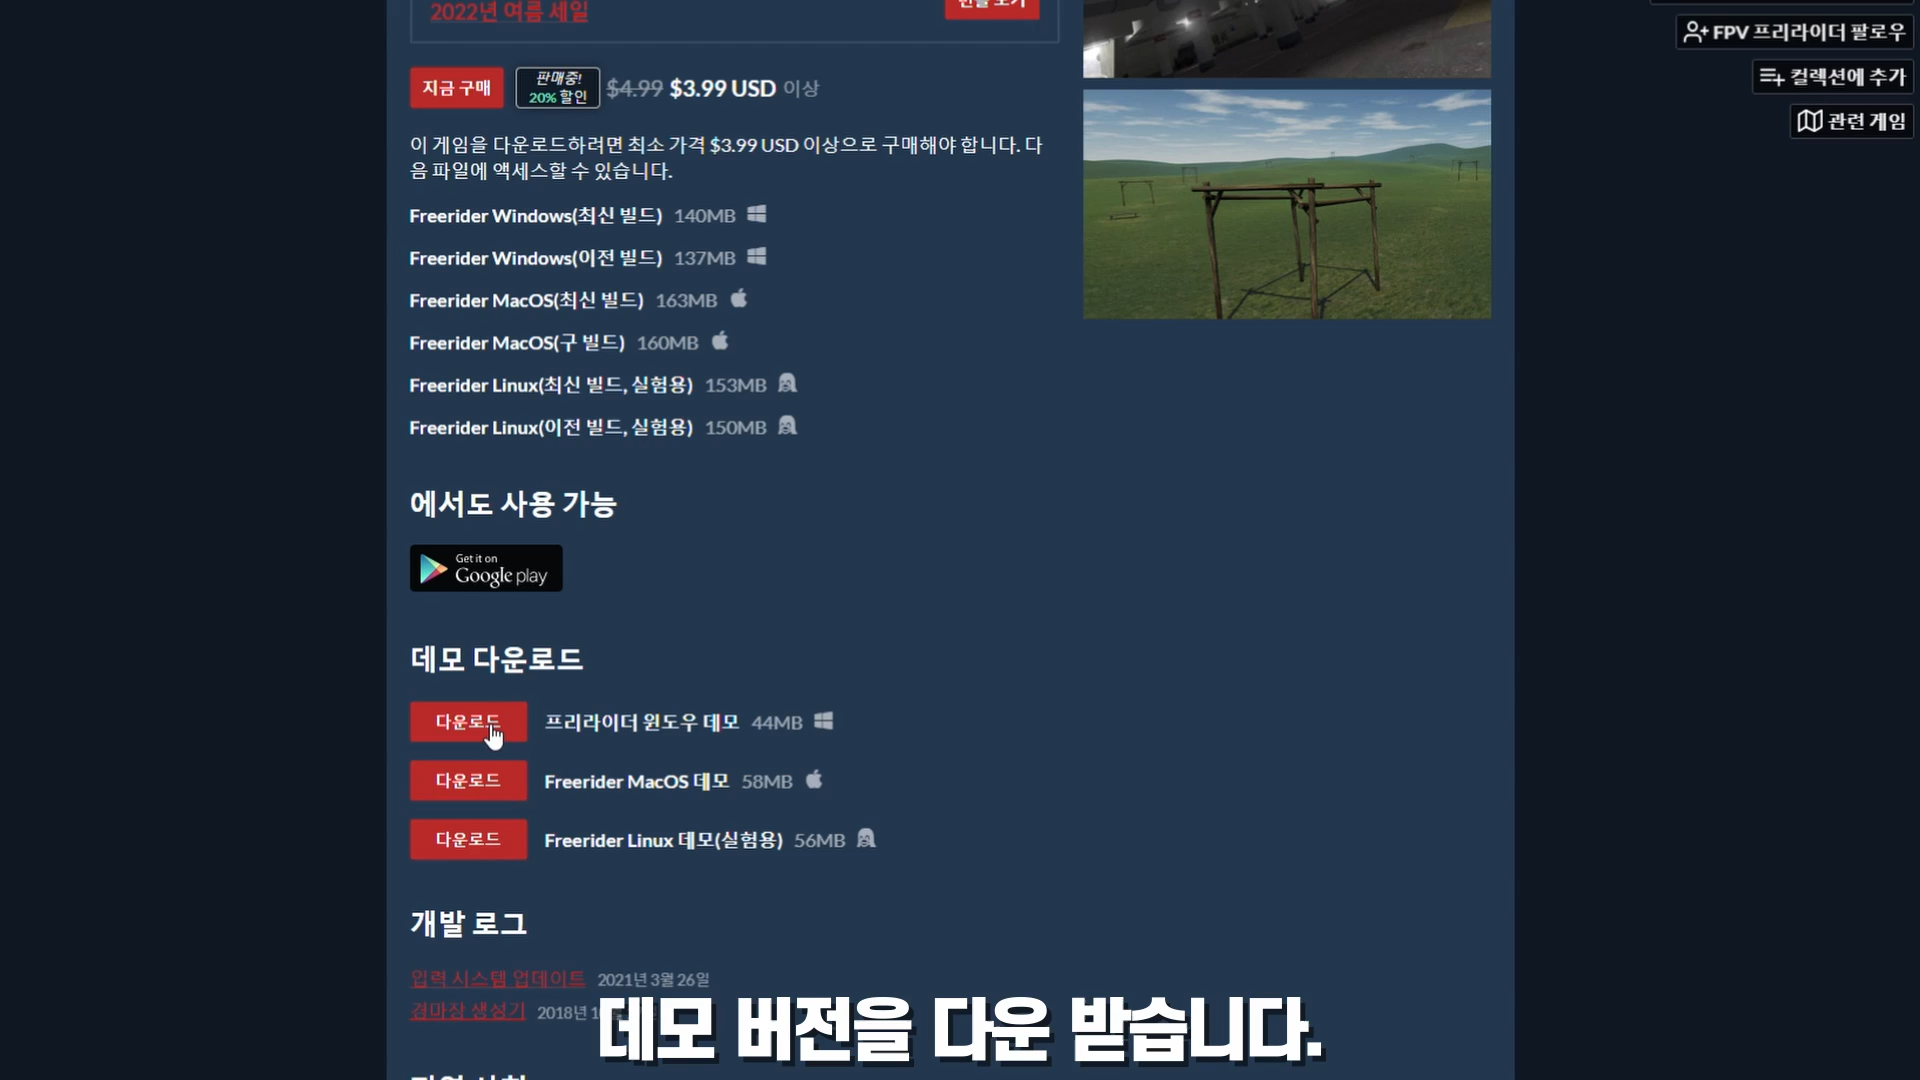 2022년 여름 세일
번들 보기
FPV 프리라이더 팔로우
컬렉션에 추가
관련 게임
지금 구매
판매중!
20% 할인
$4.99 $3.99 USD 이상
이 게임을 다운로드하려면 최소 가격 $3.99 USD 이상으로 구매해야 합니다. 다
음 파일에 액세스할 수 있습니다.
Freerider Windows(최신 빌드) 140MB
Freerider Windows(이전 빌드) 137MB
Freerider MacOS(최신 빌드) 163MB
Freerider MacOS(구 빌드) 160MB
Freerider Linux(최신 빌드, 실험용) 153MB
Freerider Linux(이전 빌드, 실험용) 150MB
에서도 사용 가능
Get it on
Google play
데모 다운로드
다운로드 프리라이더 윈도우 데모 44MB
다운로드 Freerider MacOS 데모 58MB
다운로드 Freerider Linux 데모(실험용) 56MB
개발 로그
입력 시스템 업데이트 2021년 3월 26일
경마장 생성기 2018년
데모 버전을 다운 받습니다.